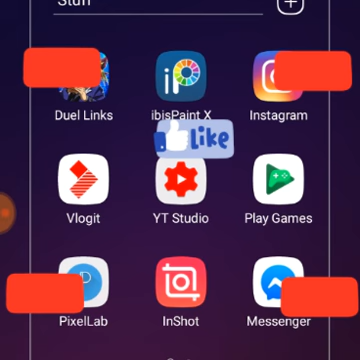 Stuff
Duel Links
ibisPaint X
Instagram
Like
Vlogit
YT Studio
Play Games
PixelLab
InShot
Messenger